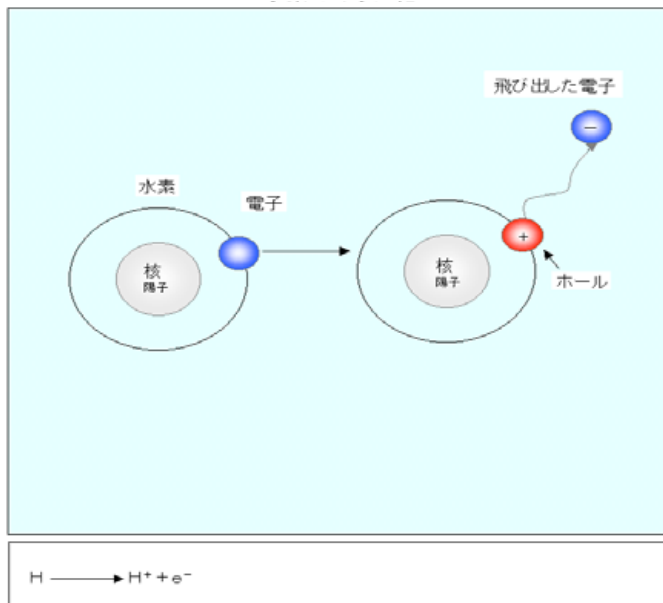 飛び出した電子
−
水素
電子
+
核
陽子
核
陽子
ホール
H ⟶ H⁺ + e⁻